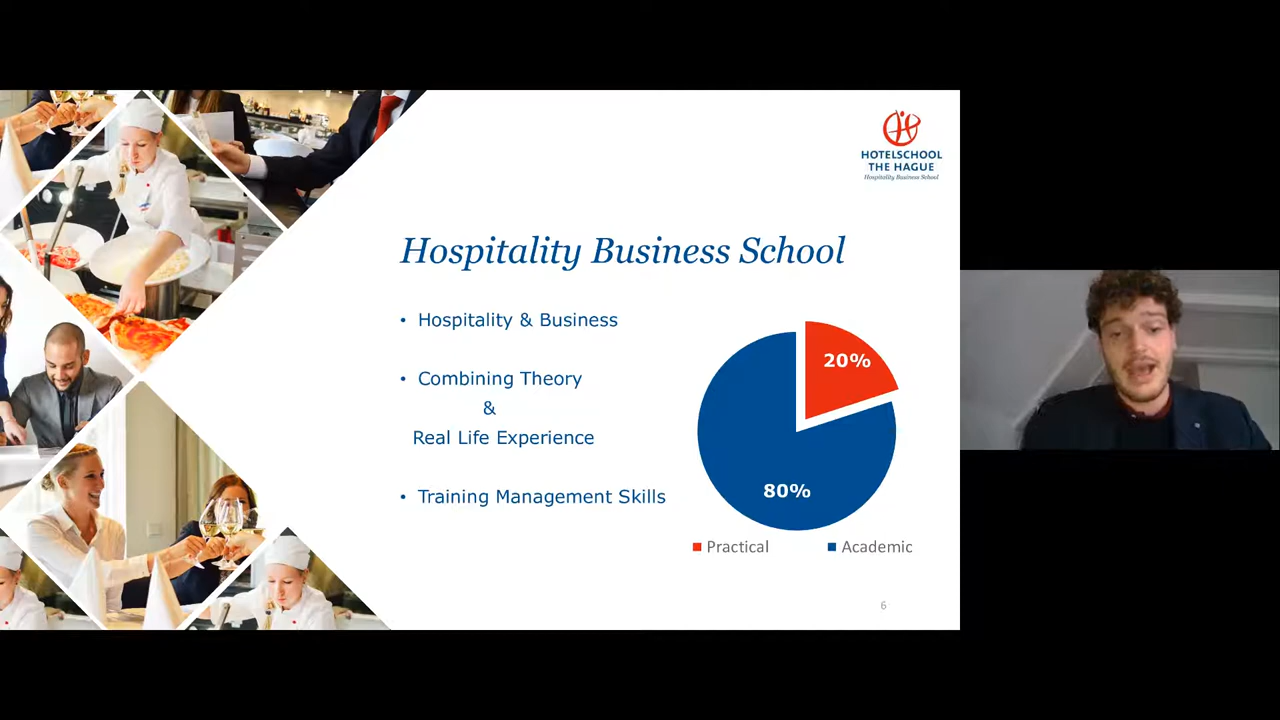 HOTELSCHOOL
THE HAGUE
Hospitality Business School
Hospitality Business School
• Hospitality & Business
• Combining Theory
&
Real Life Experience
• Training Management Skills
20%
80%
Practical
Academic
6